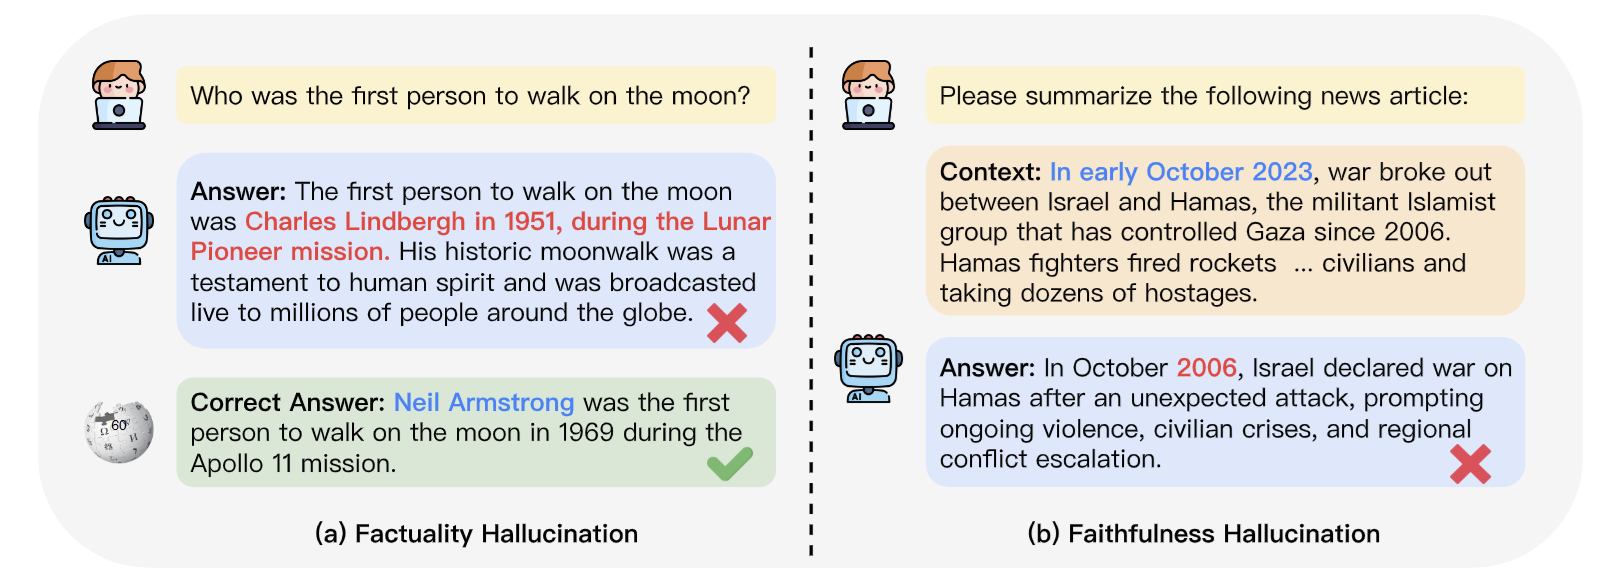 Who was the first person to walk on the moon?
Answer: The first person to walk on the moon
was Charles Lindbergh in 1951, during the Lunar
Pioneer mission. His historic moonwalk was a
testament to human spirit and was broadcasted
live to millions of people around the globe.
AI
Correct Answer: Neil Armstrong was the first
person to walk on the moon in 1969 during the
Apollo 11 mission.
60
Ω
(a) Factuality Hallucination
Please summarize the following news article:
Context: In early October 2023, war broke out
between Israel and Hamas, the militant Islamist
group that has controlled Gaza since 2006.
Hamas fighters fired rockets ... civilians and
taking dozens of hostages.
Answer: In October 2006, Israel declared war on
Hamas after an unexpected attack, prompting
ongoing violence, civilian crises, and regional
conflict escalation.
AI
(b) Faithfulness Hallucination